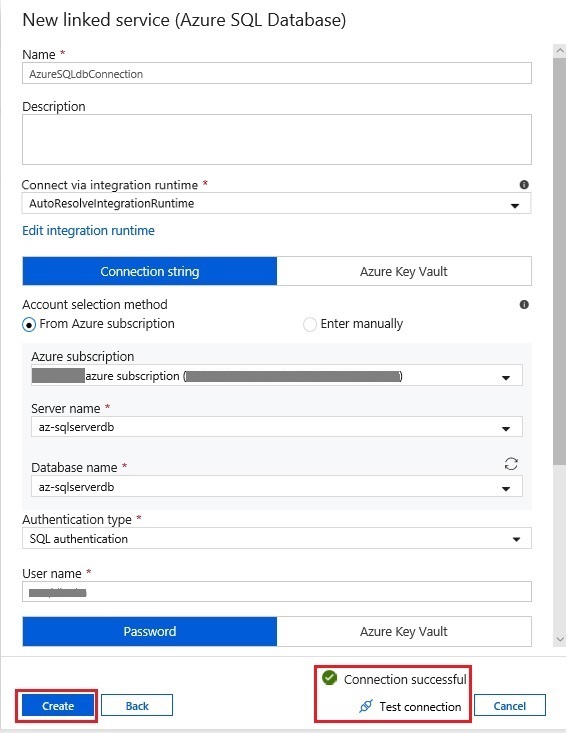 New linked service (Azure SQL Database)
Name *
AzureSQLdbConnection
Description
Connect via integration runtime *
AutoResolveIntegrationRuntime
Edit integration runtime
Connection string
Azure Key Vault
Account selection method
From Azure subscription
Enter manually
Azure subscription
azure subscription (
)
Server name *
az-sqlserverdb
Database name *
az-sqlserverdb
Authentication type *
SQL authentication
User name *
Password
Azure Key Vault
Connection successful
Create
Back
Test connection
Cancel